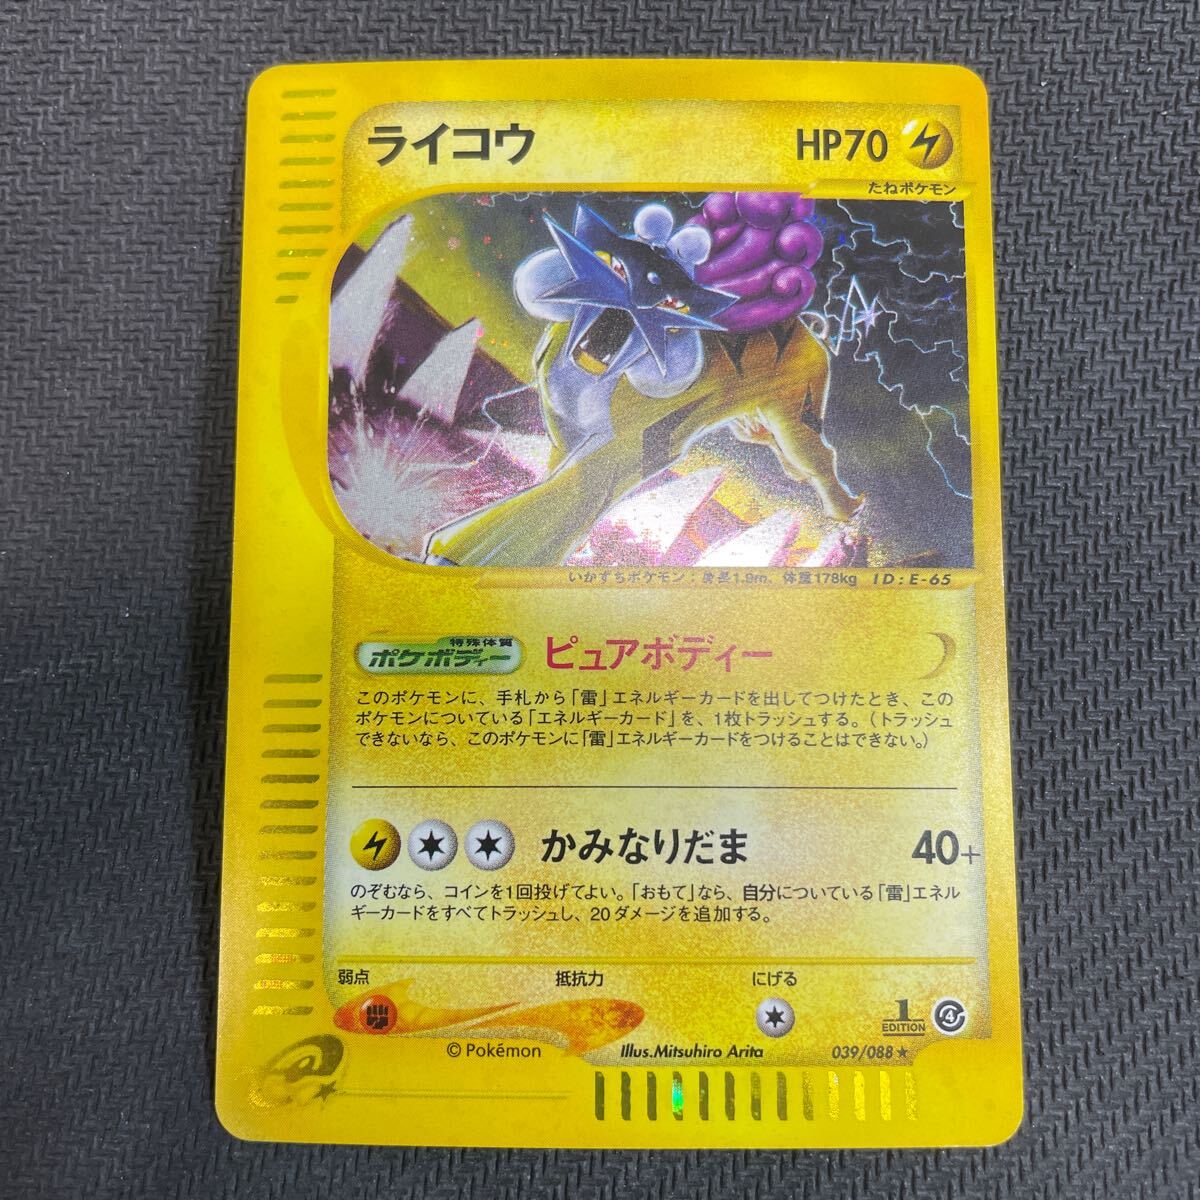 ライコウ HP70
たねポケモン
いかずちポケモン：身長1.9m、体重178kg ID：E-65
特殊体質
ポケボディー ピュアボディー
このポケモンに、手札から「雷」エネルギーカードを出してつけたとき、この
ポケモンについている「エネルギーカード」を、1枚トラッシュする。（トラッシュ
できないなら、このポケモンに「雷」エネルギーカードをつけることはできない。）
かみなりだま 40+
のぞむなら、コインを1回投げてよい。「おもて」なら、自分についている「雷」エネル
ギーカードをすべてトラッシュし、20ダメージを追加する。
弱点 抵抗力 にげる
1
EDITION 4
© Pokémon Illus.Mitsuhiro Arita 039/088 ★